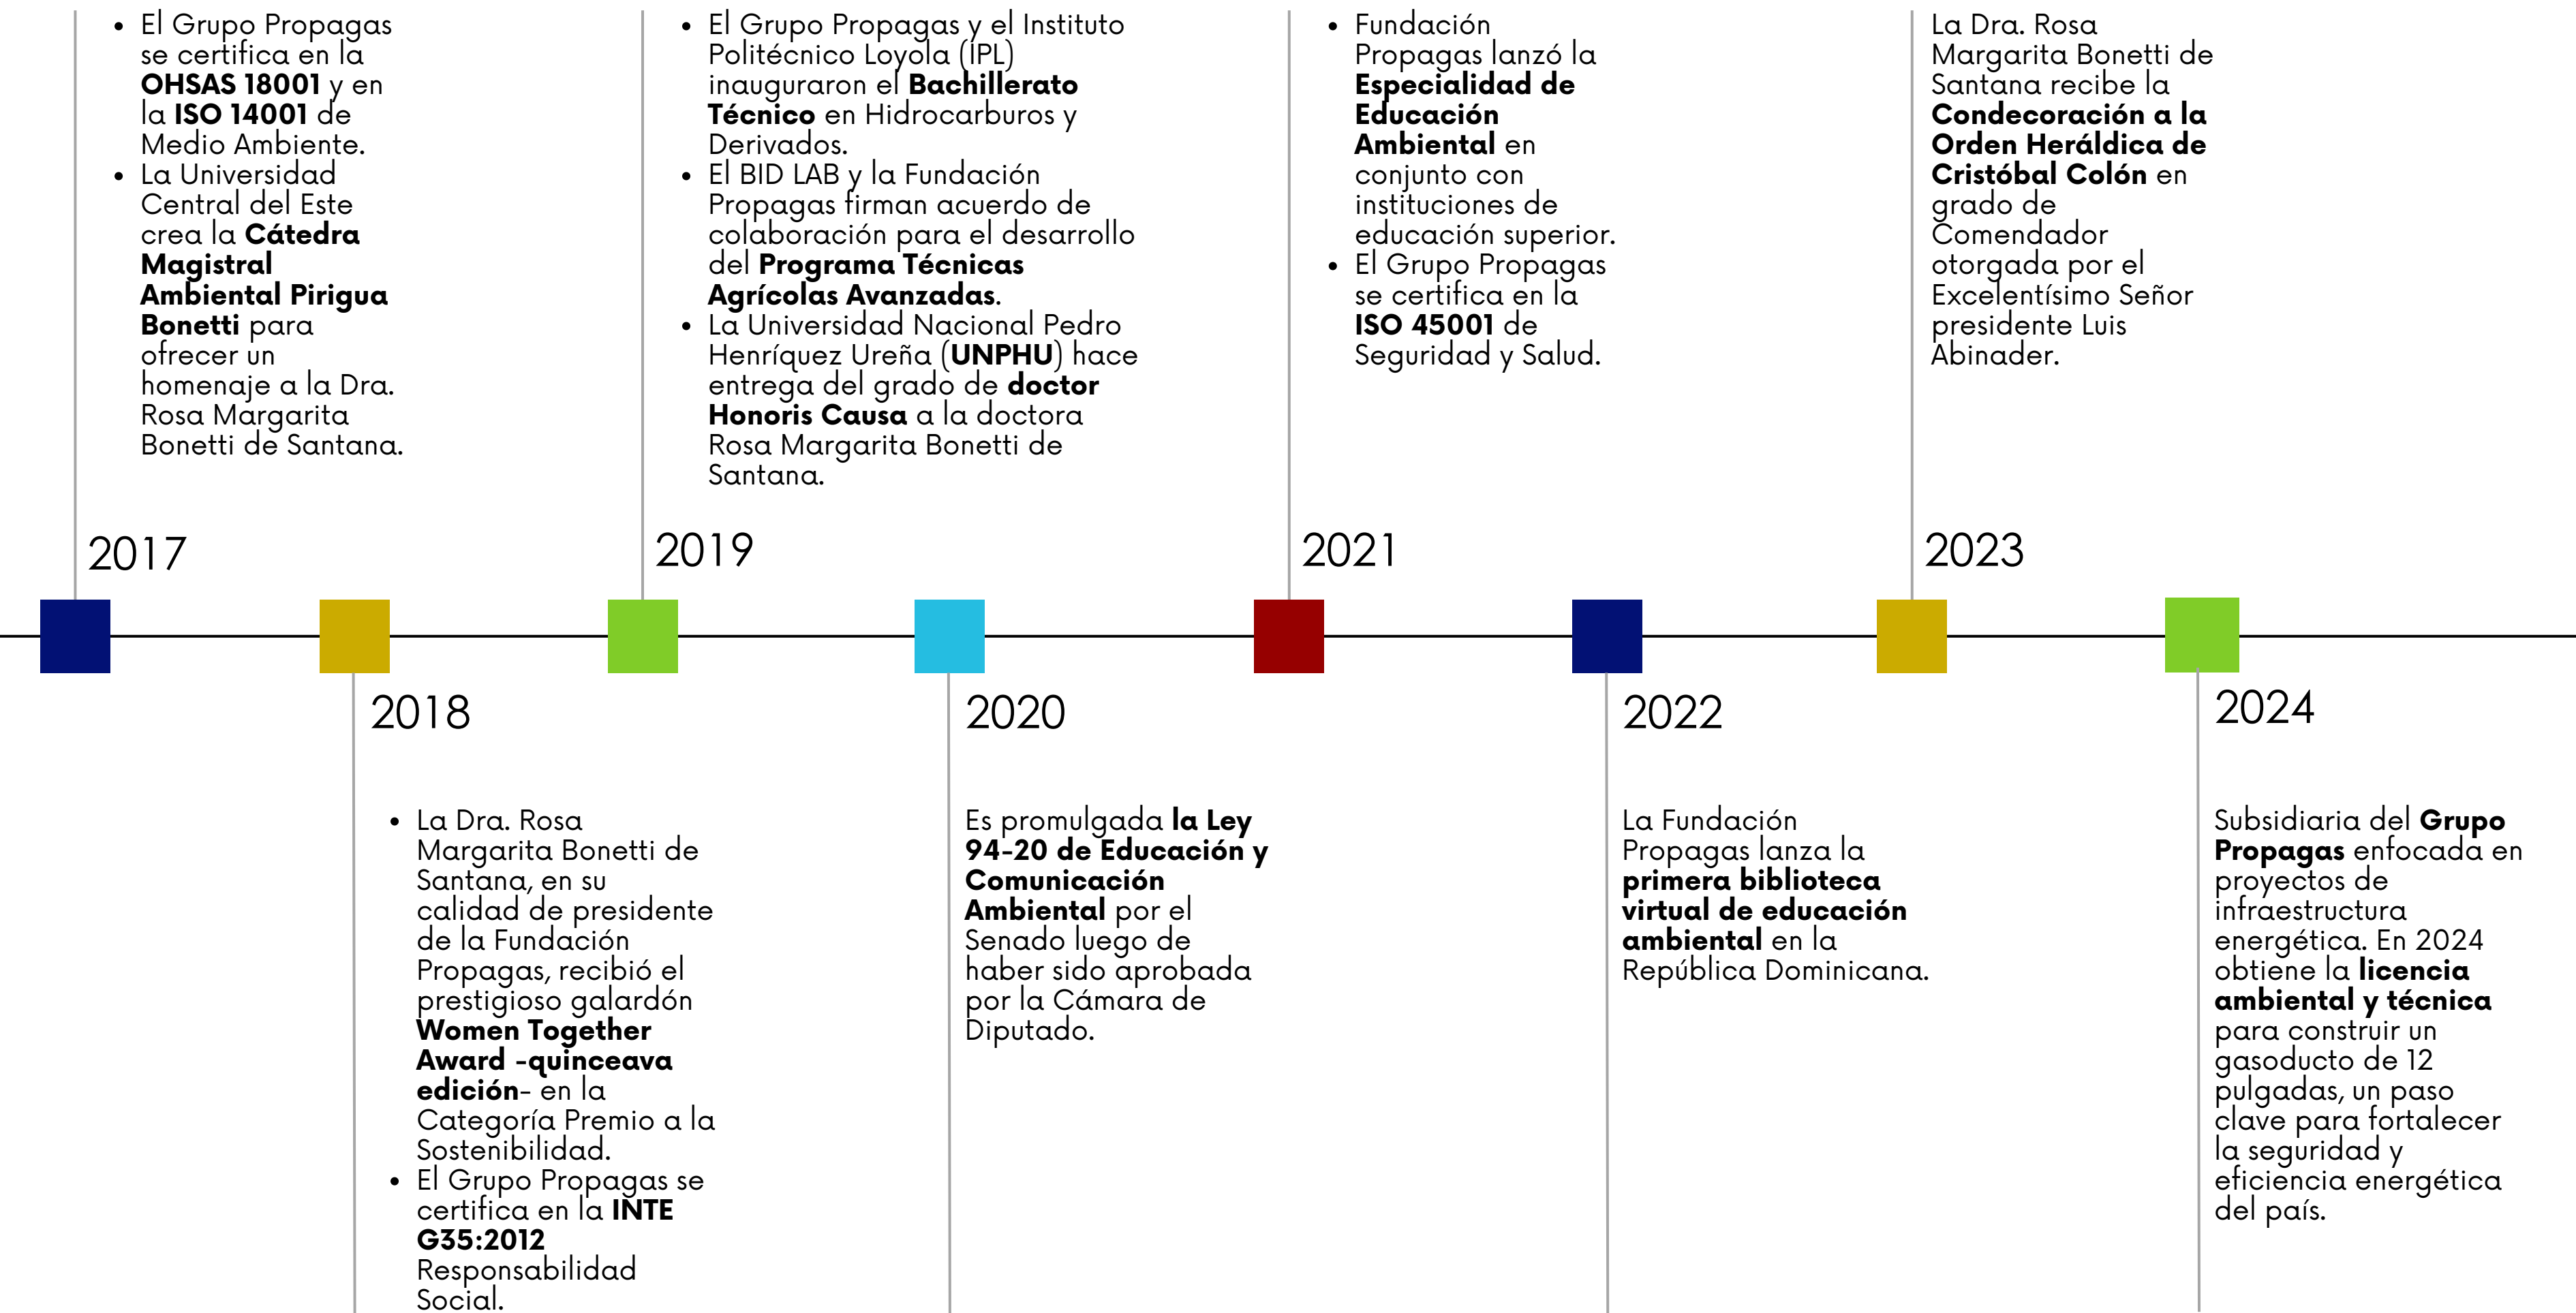 • El Grupo Propagas
se certifica en la
OHSAS 18001 y en
la ISO 14001 de
Medio Ambiente.
• La Universidad
Central del Este
crea la Cátedra
Magistral
Ambiental Pirigua
Bonetti para
ofrecer un
homenaje a la Dra.
Rosa Margarita
Bonetti de Santana.
2017
2018
• La Dra. Rosa
Margarita Bonetti de
Santana, en su
calidad de presidente
de la Fundación
Propagas, recibió el
prestigioso galardón
Women Together
Award -quinceava
edición- en la
Categoría Premio a la
Sostenibilidad.
• El Grupo Propagas se
certifica en la INTE
G35:2012
Responsabilidad
Social.
• El Grupo Propagas y el Instituto
Politécnico Loyola (IPL)
inauguraron el Bachillerato
Técnico en Hidrocarburos y
Derivados.
• El BID LAB y la Fundación
Propagas firman acuerdo de
colaboración para el desarrollo
del Programa Técnicas
Agrícolas Avanzadas.
• La Universidad Nacional Pedro
Henríquez Ureña (UNPHU) hace
entrega del grado de doctor
Honoris Causa a la doctora
Rosa Margarita Bonetti de
Santana.
2019
2020
Es promulgada la Ley
94-20 de Educación y
Comunicación
Ambiental por el
Senado luego de
haber sido aprobada
por la Cámara de
Diputado.
• Fundación
Propagas lanzó la
Especialidad de
Educación
Ambiental en
conjunto con
instituciones de
educación superior.
• El Grupo Propagas
se certifica en la
ISO 45001 de
Seguridad y Salud.
2021
2022
La Fundación
Propagas lanza la
primera biblioteca
virtual de educación
ambiental en la
República Dominicana.
La Dra. Rosa
Margarita Bonetti de
Santana recibe la
Condecoración a la
Orden Heráldica de
Cristóbal Colón en
grado de
Comendador
otorgada por el
Excelentísimo Señor
presidente Luis
Abinader.
2023
2024
Subsidiaria del Grupo
Propagas enfocada en
proyectos de
infraestructura
energética. En 2024
obtiene la licencia
ambiental y técnica
para construir un
gasoducto de 12
pulgadas, un paso
clave para fortalecer
la seguridad y
eficiencia energética
del país.